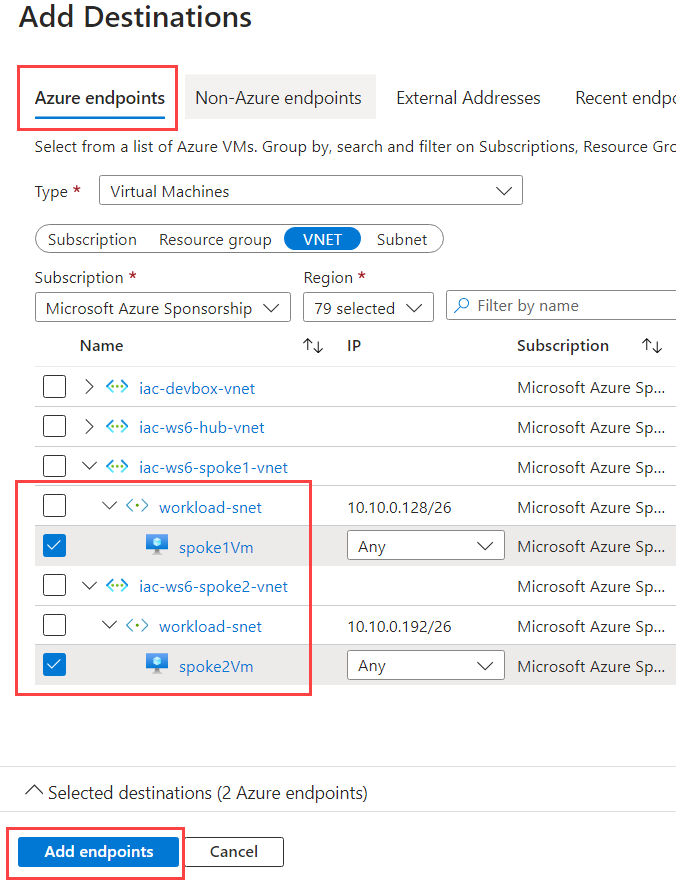 Add Destinations
Azure endpoints Non-Azure endpoints External Addresses Recent endpo
Select from a list of Azure VMs. Group by, search and filter on Subscriptions, Resource Gro
Type * Virtual Machines
Subscription Resource group VNET Subnet
Subscription * Region *
Microsoft Azure Sponsorship 79 selected Filter by name
Name IP Subscription
iac-devbox-vnet Microsoft Azure Sp...
iac-ws6-hub-vnet Microsoft Azure Sp...
iac-ws6-spoke1-vnet Microsoft Azure Sp...
workload-snet 10.10.0.128/26 Microsoft Azure Sp...
spoke1Vm Any Microsoft Azure Sp...
iac-ws6-spoke2-vnet Microsoft Azure Sp...
workload-snet 10.10.0.192/26 Microsoft Azure Sp...
spoke2Vm Any Microsoft Azure Sp...
Selected destinations (2 Azure endpoints)
Add endpoints Cancel